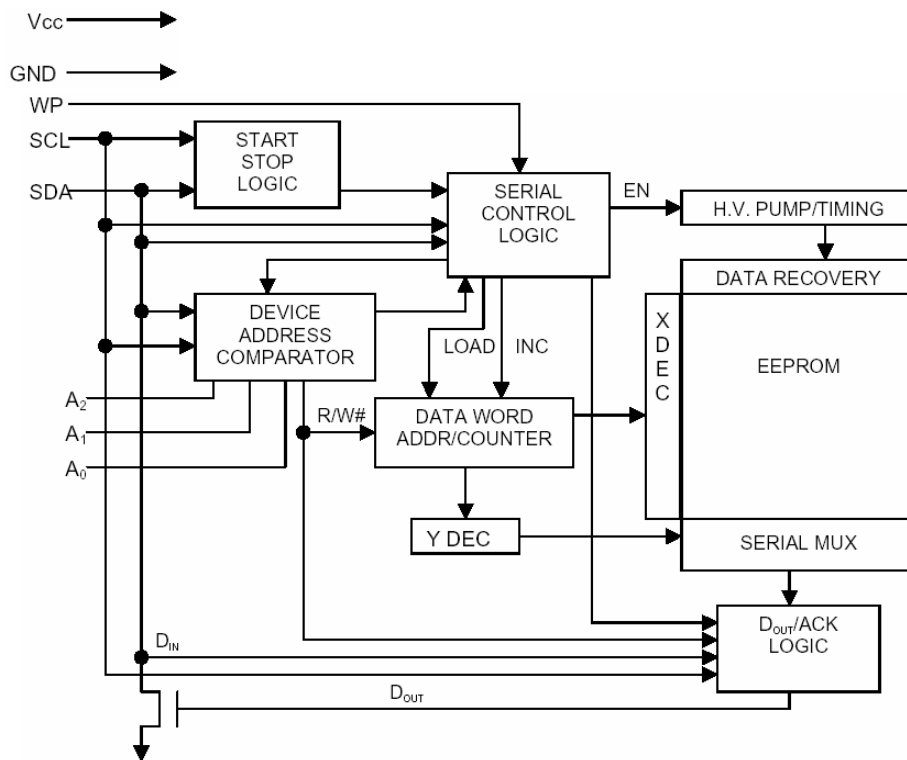 Vcc
GND
WP
SCL
SDA
START
STOP
LOGIC
SERIAL
CONTROL
LOGIC
EN
H.V. PUMP/TIMING
DATA RECOVERY
DEVICE
ADDRESS
COMPARATOR
LOAD
INC
X
DEC
EEPROM
A2
A1
A0
R/W#
DATA WORD
ADDR/COUNTER
Y DEC
SERIAL MUX
DOUT/ACK
LOGIC
DIN
DOUT